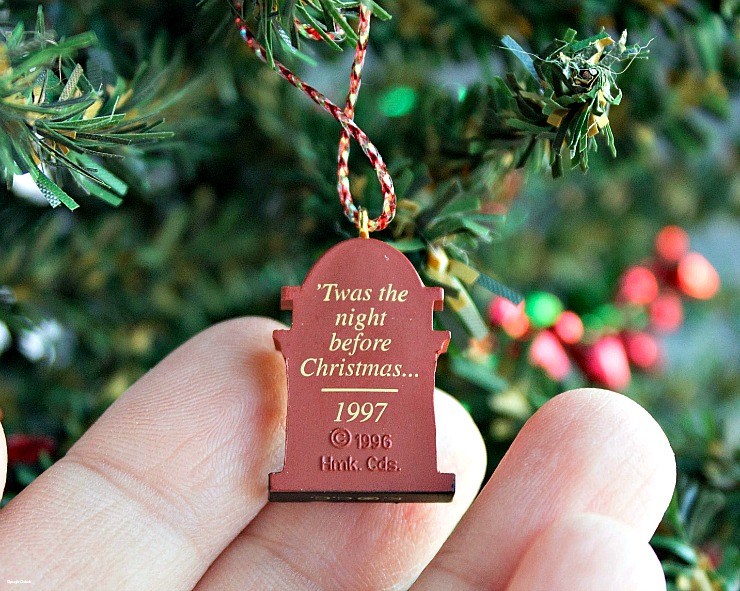 'Twas the
night
before
Christmas...
1997
© 1996
Hmk. Cds.